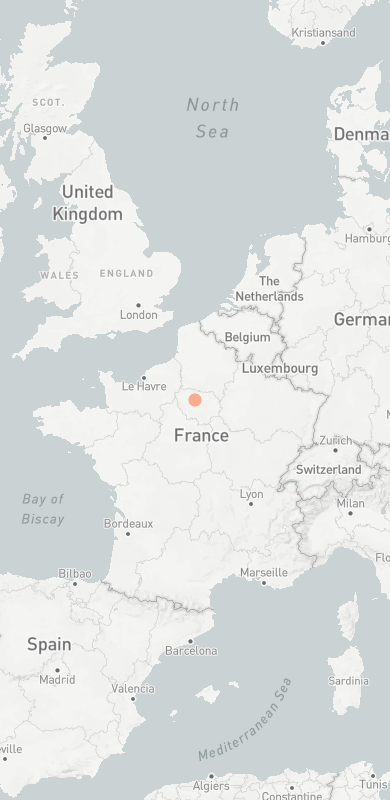 Kristiansand
SCOT.
North
Sea
Glasgow
Denma
United
Kingdom
Hamburg
WALES
ENGLAND
The
Netherlands
London
German
Belgium
Luxembourg
Le Havre
France
Zurich
Switzerland
Bay of
Biscay
Lyon
Milan
Bordeaux
Flo
Bilbao
Marseille
Spain
Barcelona
Madrid
Sardinia
Valencia
Mediterranean Sea
ville
Algiers
Tunis
Constantine